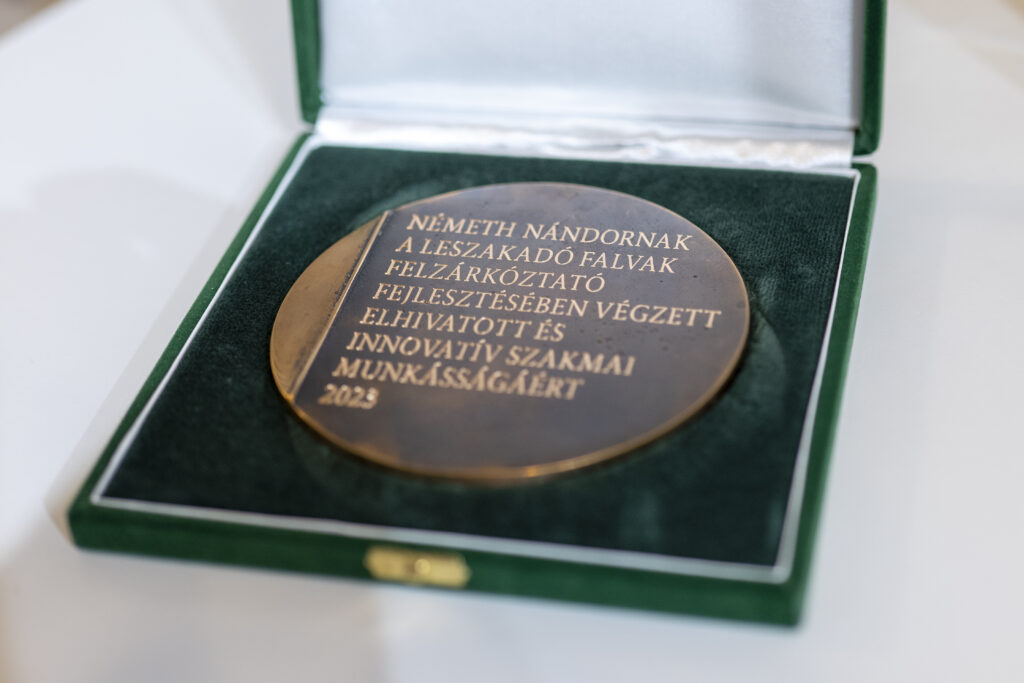 NÉMETH NÁNDORNAK
A LESZAKADÓ FALVAK
FELZÁRKÓZTATÓ
FEJLESZTÉSÉBEN VÉGZETT
ELHIVATOTT ÉS
INNOVATÍV SZAKMAI
MUNKÁSSÁGÁÉRT
2023